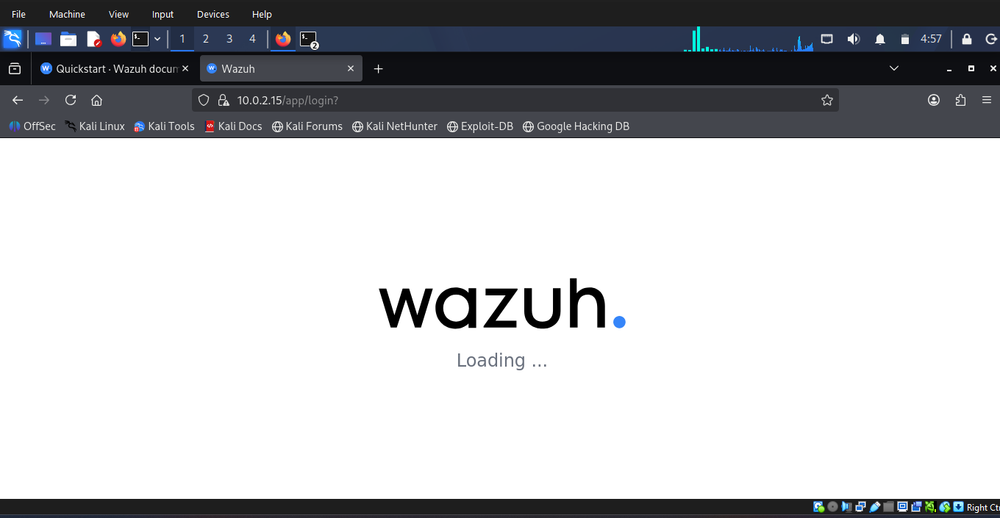 File Machine View Input Devices Help
1 2 3 4 2 4:57
Quickstart · Wazuh docum Wazuh
10.0.2.15/app/login?
OffSec Kali Linux Kali Tools Kali Docs Kali Forums Kali NetHunter Exploit-DB Google Hacking DB
wazuh.
Loading ...
Right Ctr